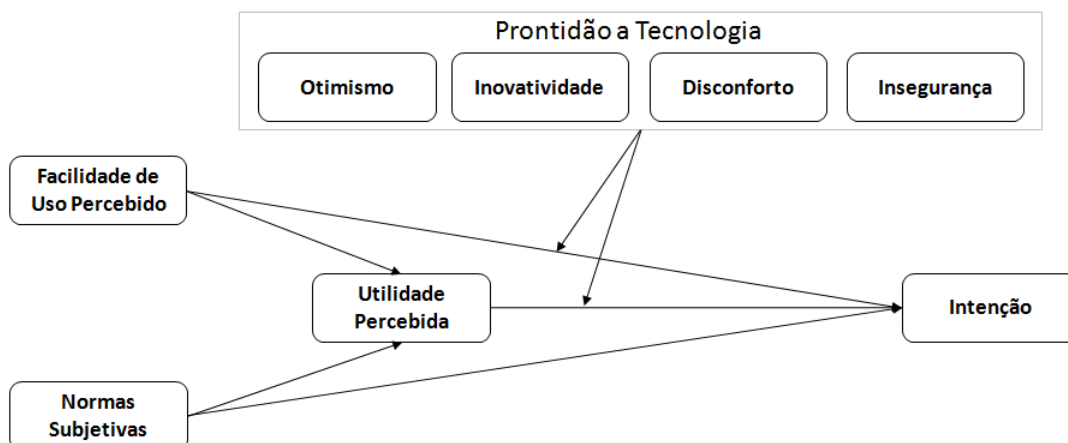 Prontidão a Tecnologia
Otimismo
Inovatividade
Disconforto
Insegurança
Facilidade de
Uso Percebido
Utilidade
Percebida
Intenção
Normas
Subjetivas